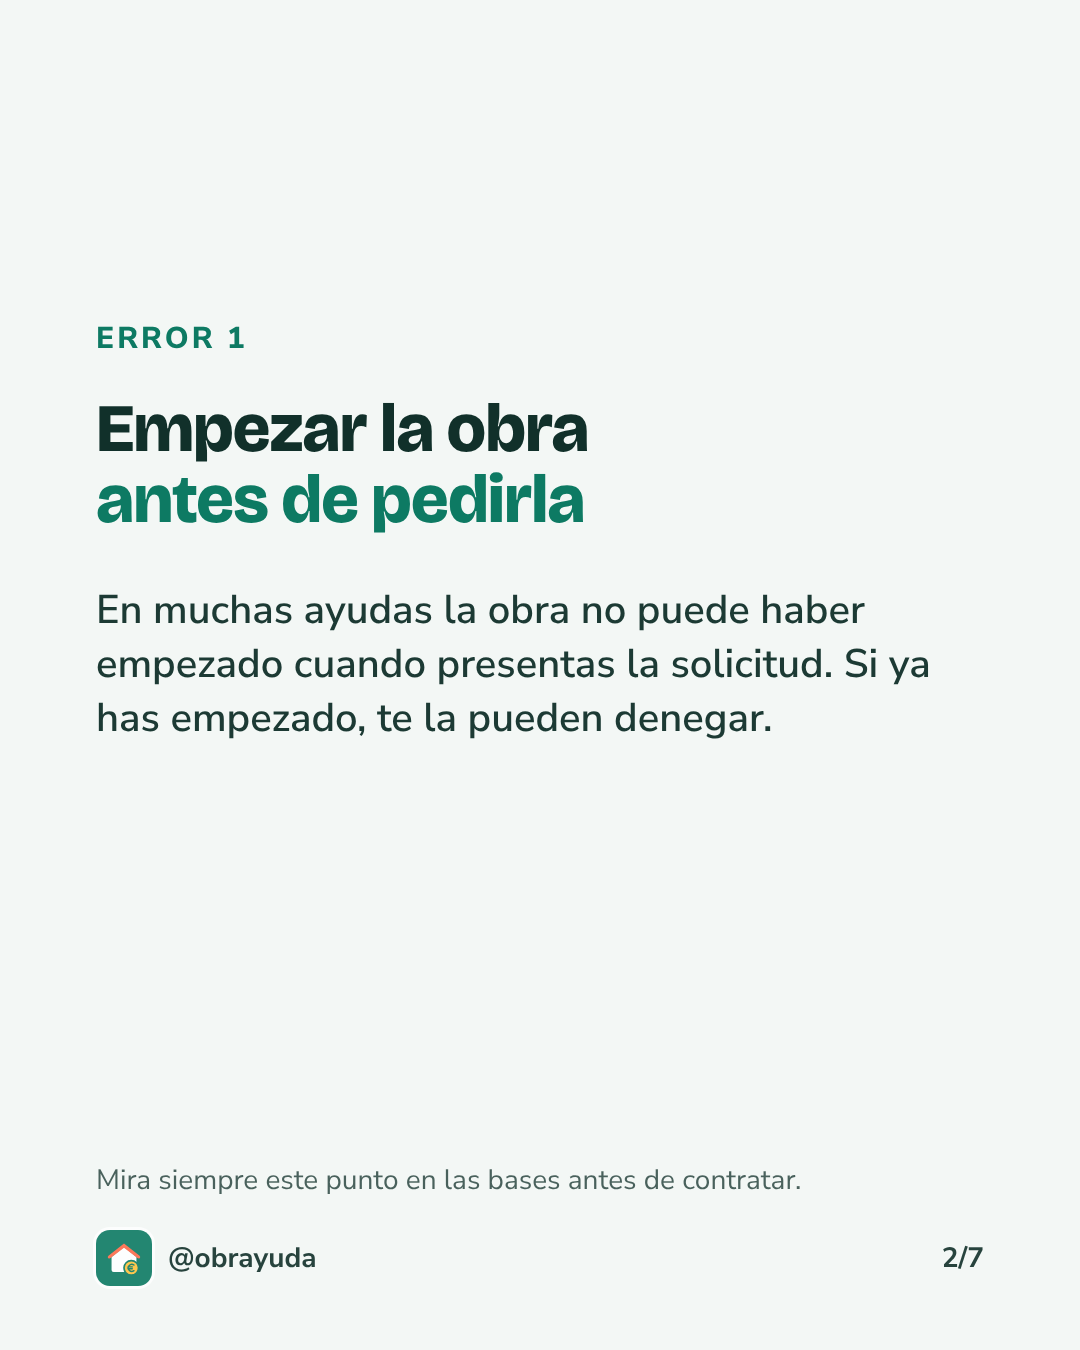 ERROR 1
Empezar la obra
antes de pedirla
En muchas ayudas la obra no puede haber
empezado cuando presentas la solicitud. Si ya
has empezado, te la pueden denegar.
Mira siempre este punto en las bases antes de contratar.
@obrayuda
2/7